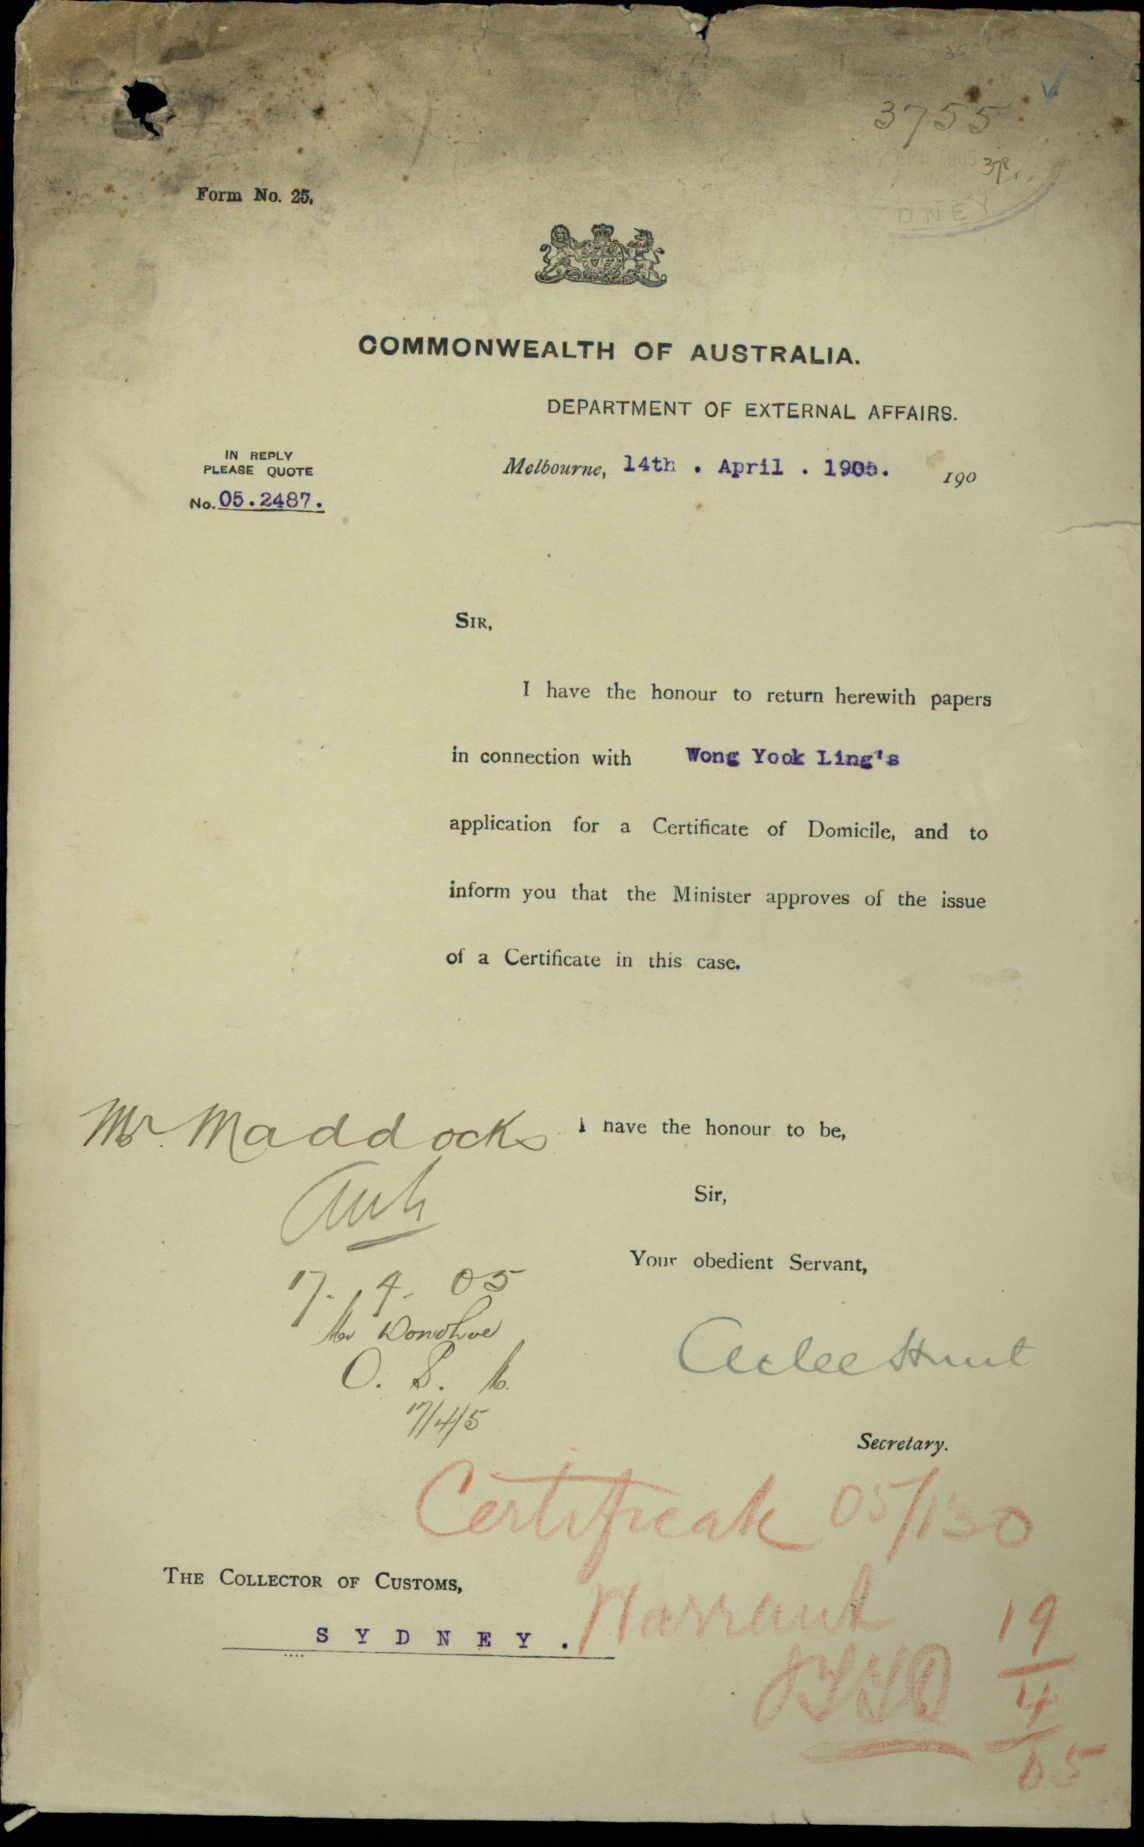 3755
DNEY
Form No. 25.
COMMONWEALTH OF AUSTRALIA.
DEPARTMENT OF EXTERNAL AFFAIRS.
IN REPLY
PLEASE QUOTE
No. 05.2487.
Melbourne, 14th . April . 1905. 190
SIR,
I have the honour to return herewith papers
in connection with Wong Yook Ling's
application for a Certificate of Domicile, and to
inform you that the Minister approves of the issue
of a Certificate in this case.
Mr. Maddocks
I have the honour to be,
Sir,
Your obedient Servant,
17. 4. 05
Mr Donohoe
17/4/5
Atlee Hunt
Secretary.
Certificate 05/130
THE COLLECTOR OF CUSTOMS,
SYDNEY.
Warrant
19/4/05